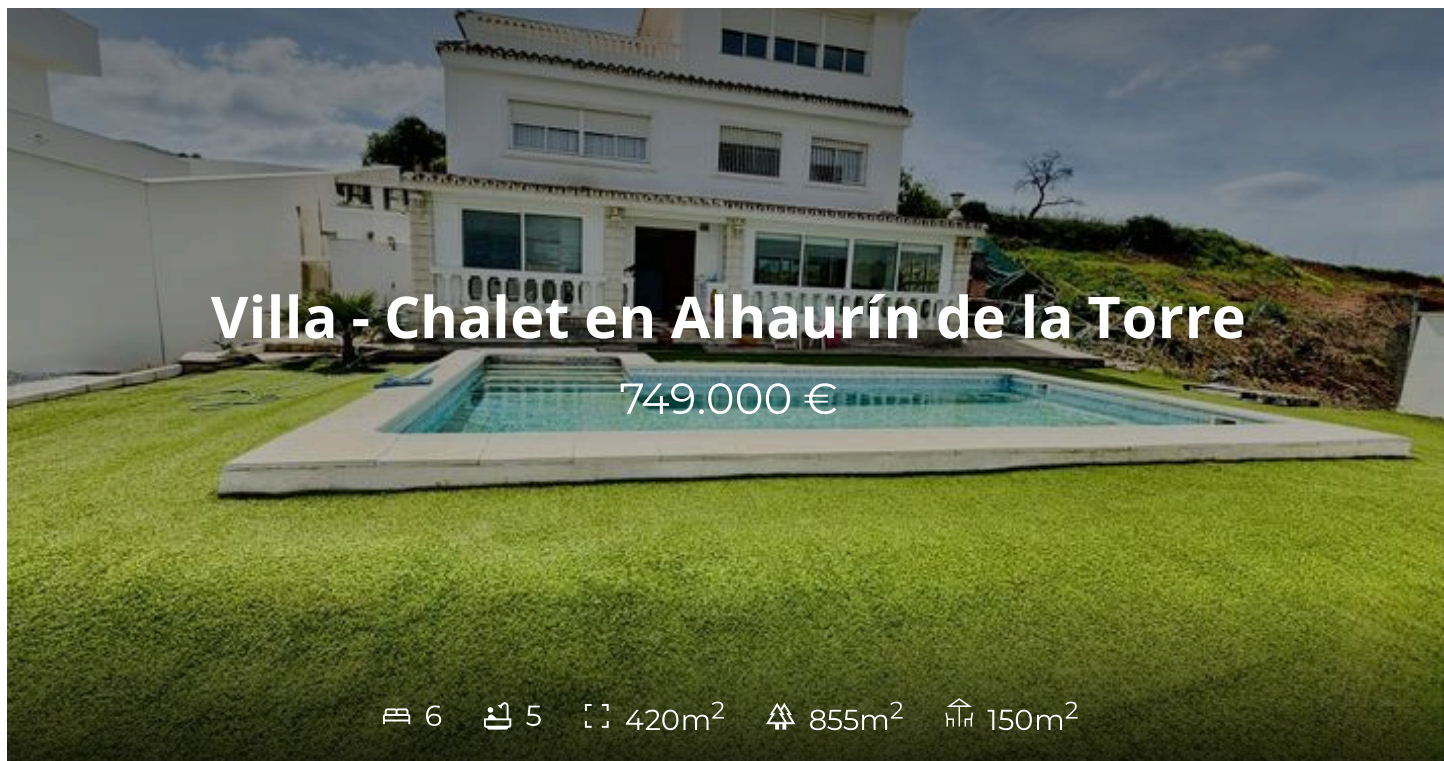 Villa - Chalet en Alhaurín de la Torre
749.000 €
6 5 420m² 855m² 150m²